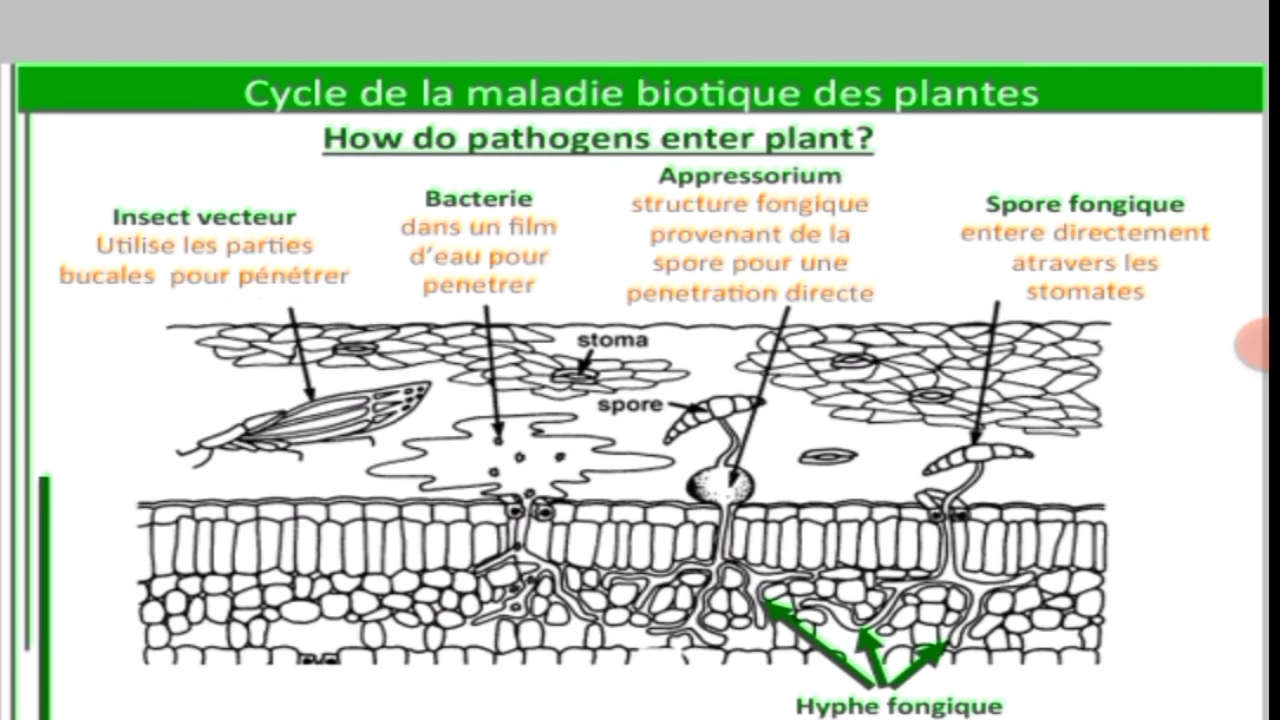 Cycle de la maladie biotique des plantes
How do pathogens enter plant?
Insect vecteur
Utilise les parties
bucales pour pénétrer
Bacterie
dans un film
d'eau pour
penetrer
Appressorium
structure fongique
provenant de la
spore pour une
penetration directe
Spore fongique
entere directement
atravers les
stomates
stoma
spore
Hyphe fongique